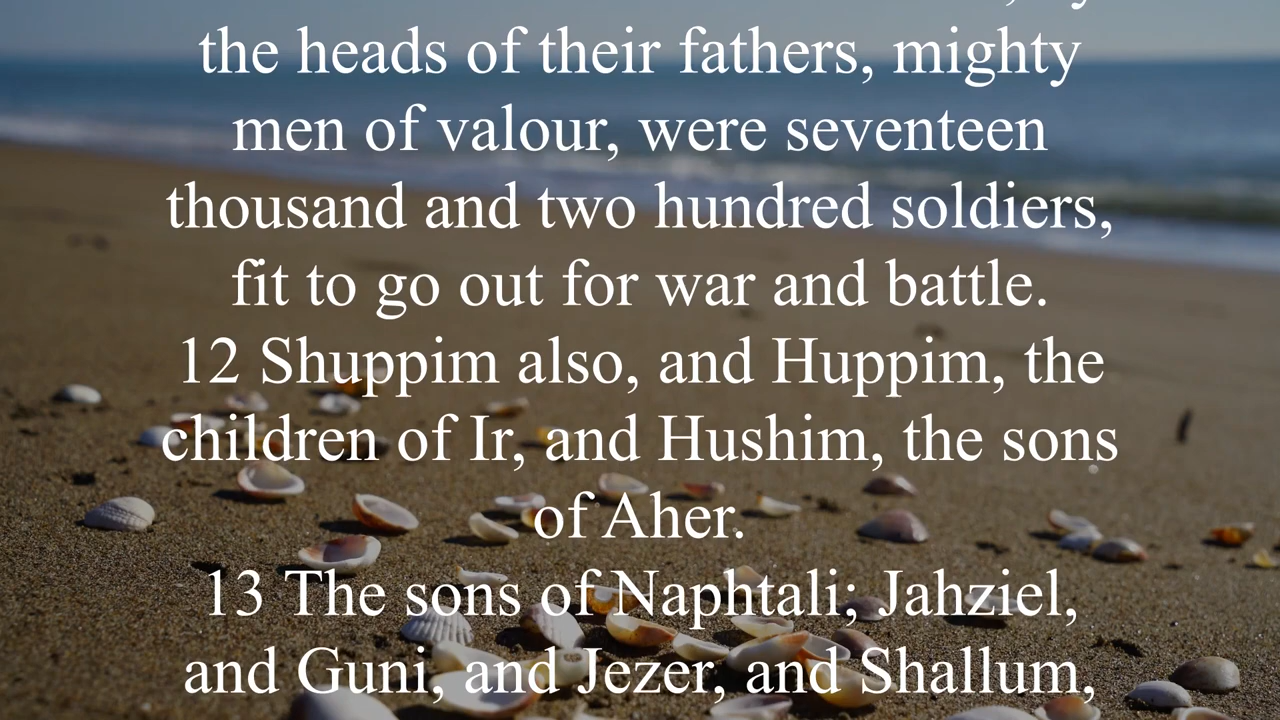 the heads of their fathers, mighty
men of valour, were seventeen
thousand and two hundred soldiers,
fit to go out for war and battle.
12 Shuppim also, and Huppim, the
children of Ir, and Hushim, the sons
of Aher.
13 The sons of Naphtali; Jahziel,
and Guni, and Jezer, and Shallum,